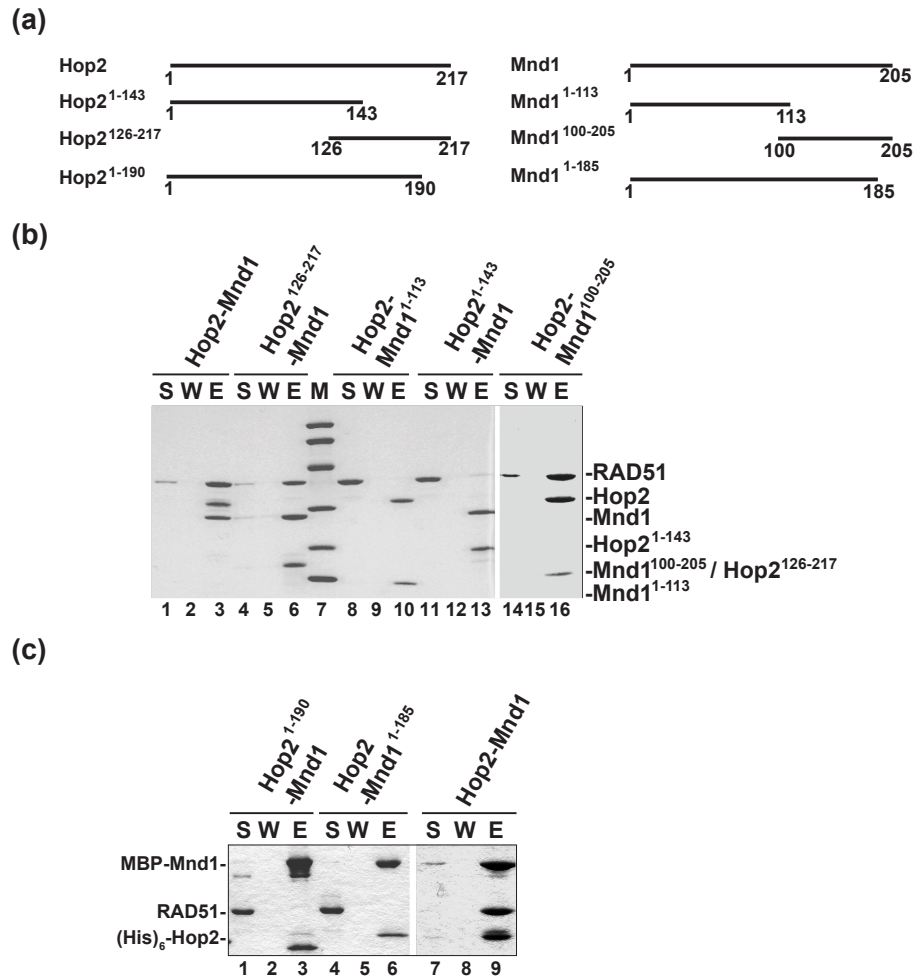 (a)
Hop2
1 217
Mnd1
1 205
Hop2 1-143
1 143
Mnd1 1-113
1 113
Hop2 126-217
126 217
Mnd1 100-205
100 205
Hop2 1-190
1 190
Mnd1 1-185
1 185
(b)
Hop2-Mnd1
Hop2 126-217
-Mnd1
Hop2-
Mnd1 1-113
Hop2 1-143
-Mnd1
Hop2-
Mnd1 100-205
S W E S W E M S W E S W E S W E
-RAD51
-Hop2
-Mnd1
-Hop2 1-143
-Mnd1 100-205 / Hop2 126-217
-Mnd1 1-113
1 2 3 4 5 6 7 8 9 10 11 12 13 14 15 16
(c)
Hop2 1-190
-Mnd1
Hop2
-Mnd1 1-185
Hop2-Mnd1
S W E S W E S W E
MBP-Mnd1-
RAD51-
(His)6-Hop2-
1 2 3 4 5 6 7 8 9